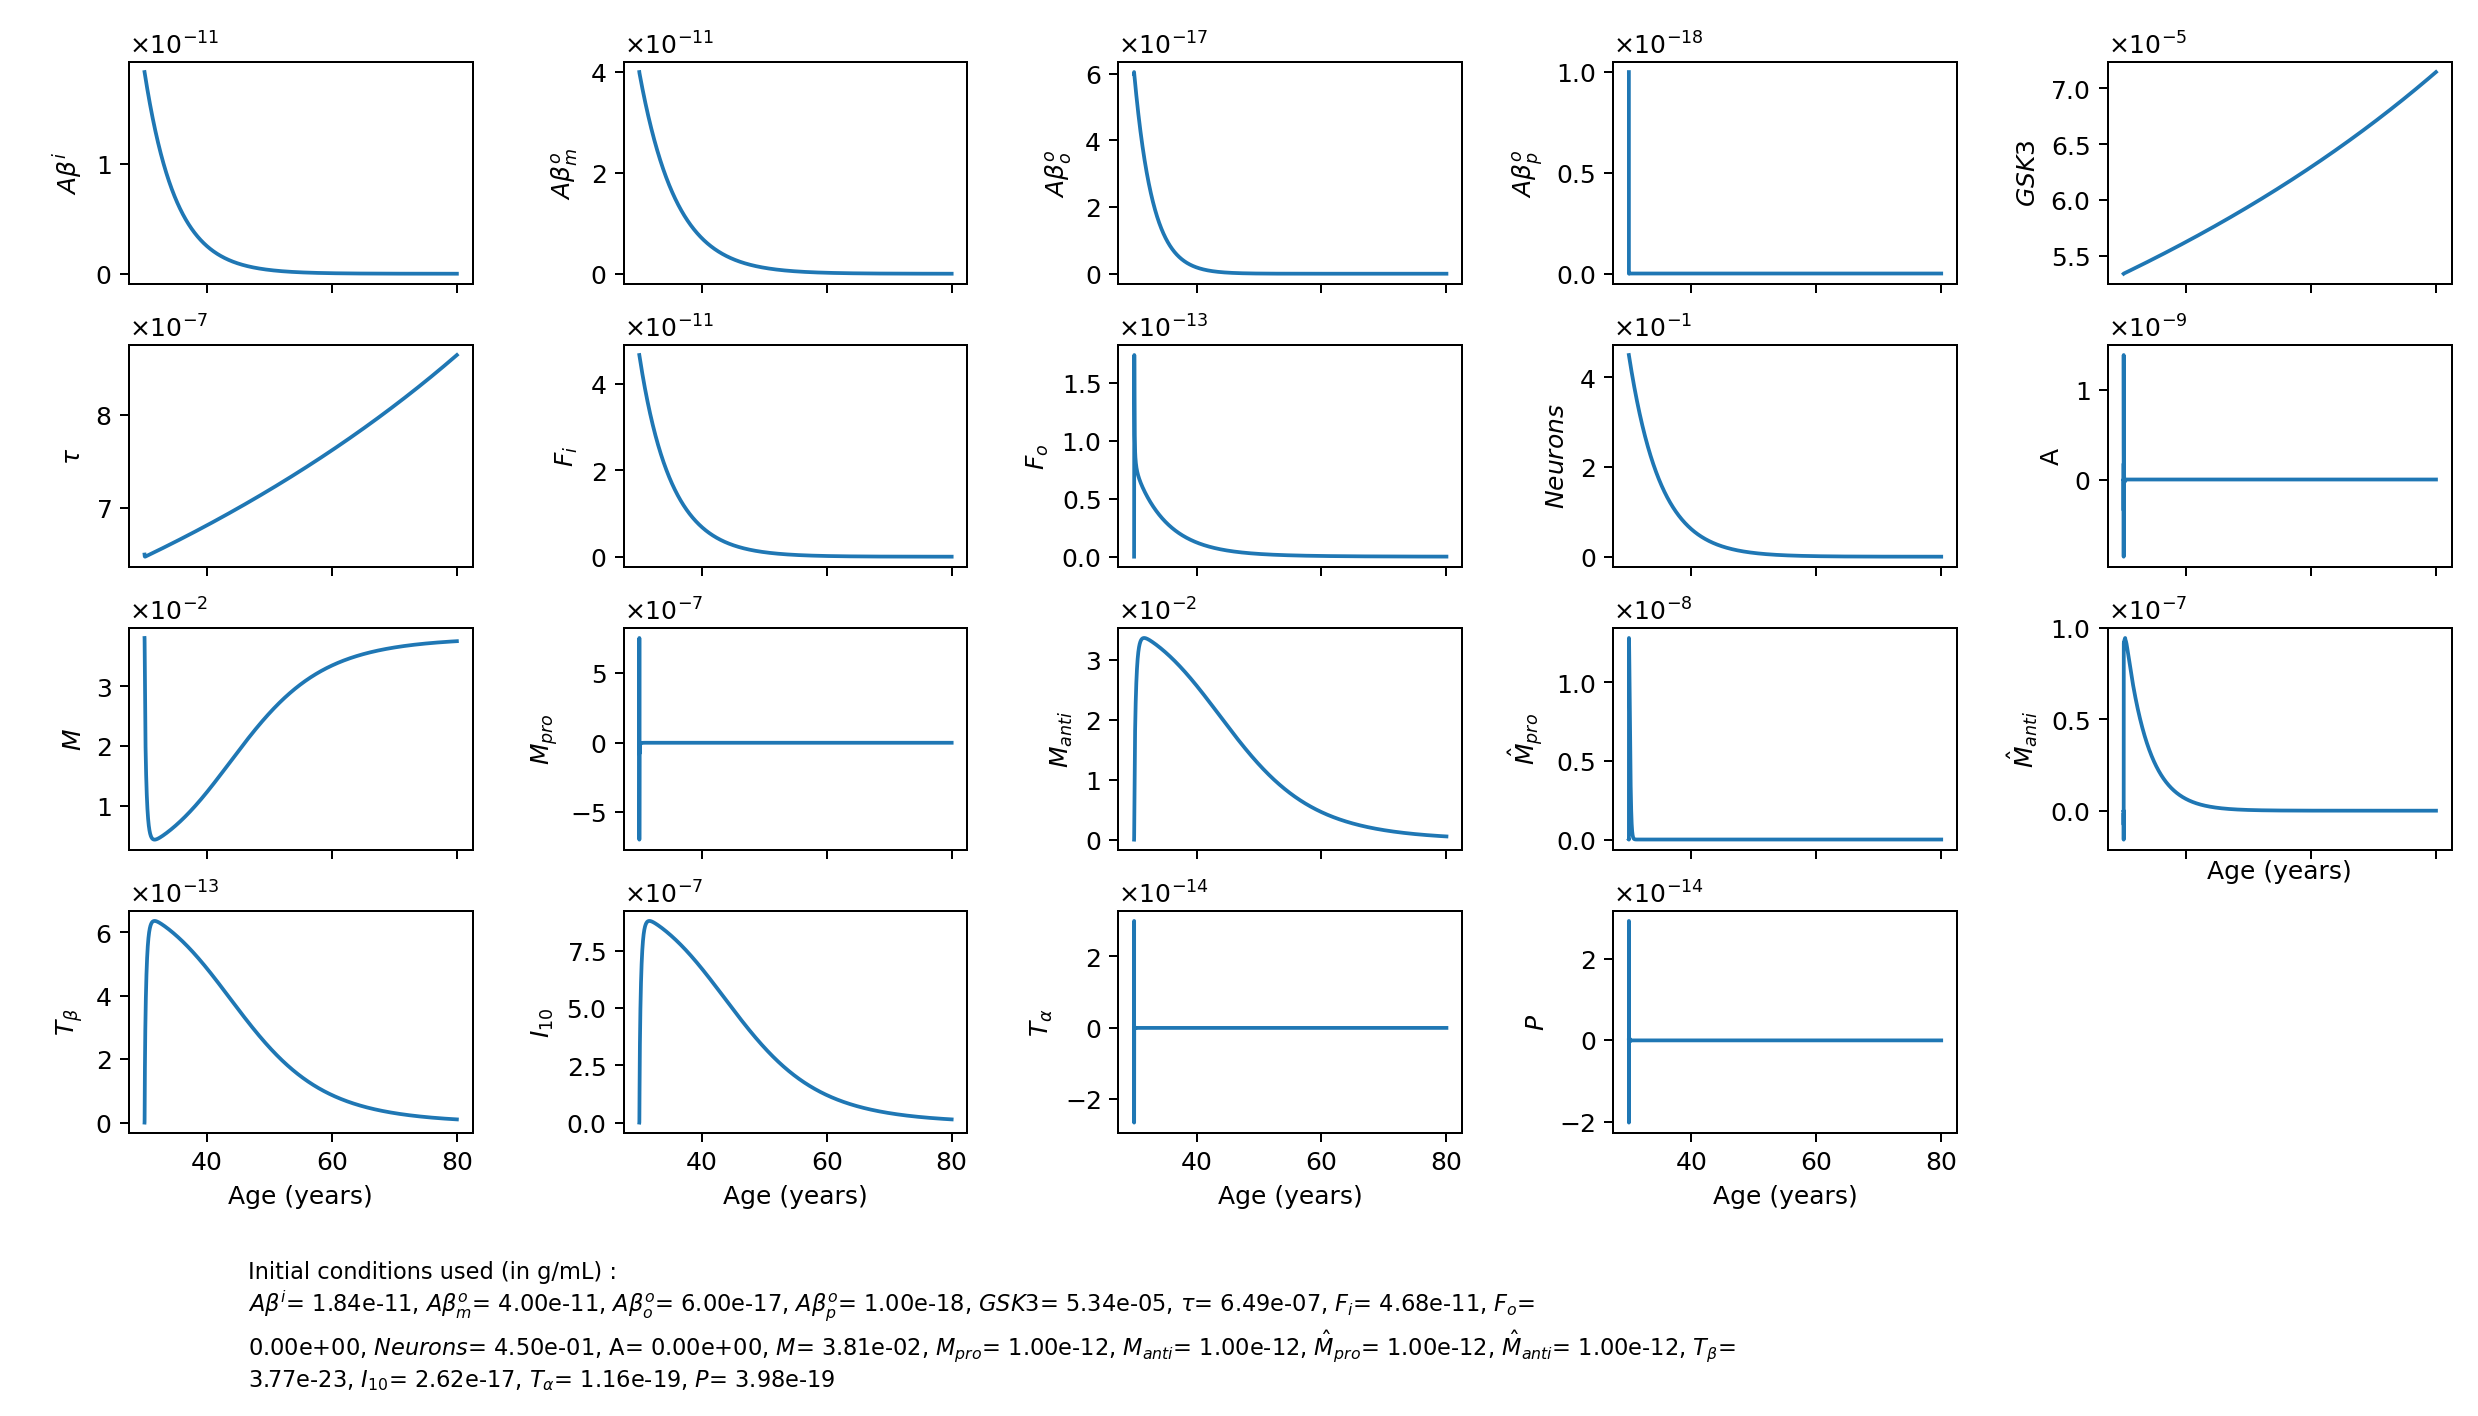 ×10⁻¹¹ ×10⁻¹¹ ×10⁻¹⁷ ×10⁻¹⁸ ×10⁻⁵
Aβⁱ 1 0
Aβₘᵒ 4 2 0
Aβₒᵒ 6 4 2 0
Aβₚᵒ 1.0 0.5 0.0
GSK3 7.0 6.5 6.0 5.5
×10⁻⁷ ×10⁻¹¹ ×10⁻¹³ ×10⁻¹ ×10⁻⁹
τ 8 7
Fᵢ 4 2 0
Fₒ 1.5 1.0 0.5 0.0
Neurons 4 2 0
A 1 0
×10⁻² ×10⁻⁷ ×10⁻² ×10⁻⁸ ×10⁻⁷
M 3 2 1
Mₚᵣₒ 5 0 −5
Mₐₙₜᵢ 3 2 1 0
M̂ₚᵣₒ 1.0 0.5 0.0
M̂ₐₙₜᵢ 1.0 0.5 0.0
Age (years)
×10⁻¹³ ×10⁻⁷ ×10⁻¹⁴ ×10⁻¹⁴
Tᵦ 6 4 2 0
I₁₀ 7.5 5.0 2.5 0.0
T_α 2 0 −2
P 2 0 −2
40 60 80 40 60 80 40 60 80 40 60 80
Age (years) Age (years) Age (years) Age (years)
Initial conditions used (in g/mL) :
Aβⁱ= 1.84e-11, Aβₘᵒ= 4.00e-11, Aβₒᵒ= 6.00e-17, Aβₚᵒ= 1.00e-18, GSK3= 5.34e-05, τ= 6.49e-07, Fᵢ= 4.68e-11, Fₒ=
0.00e+00, Neurons= 4.50e-01, A= 0.00e+00, M= 3.81e-02, Mₚᵣₒ= 1.00e-12, Mₐₙₜᵢ= 1.00e-12, M̂ₚᵣₒ= 1.00e-12, M̂ₐₙₜᵢ= 1.00e-12, Tᵦ=
3.77e-23, I₁₀= 2.62e-17, T_α= 1.16e-19, P= 3.98e-19